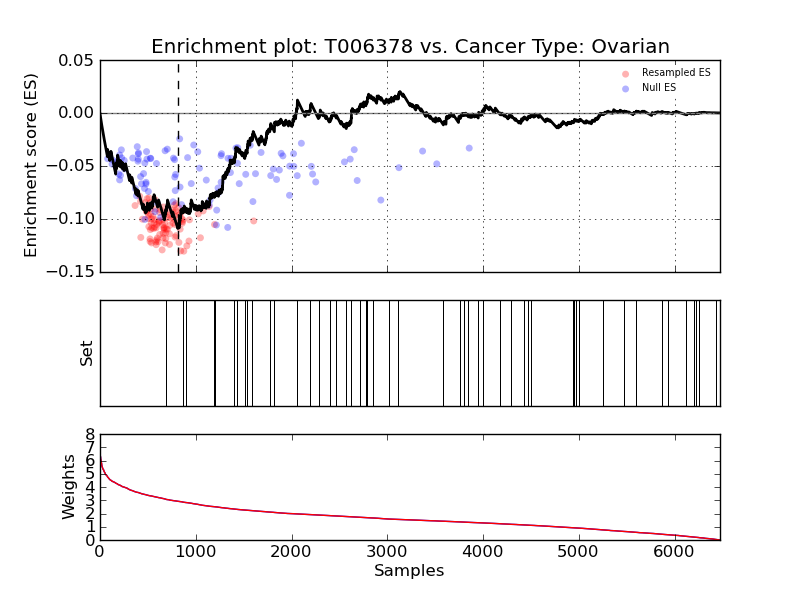 Enrichment plot: T006378 vs. Cancer Type: Ovarian
Enrichment score (ES)
0.05
0.00
−0.05
−0.10
−0.15
Resampled ES
Null ES
Set
Weights
8
7
6
5
4
3
2
1
0
0 1000 2000 3000 4000 5000 6000
Samples